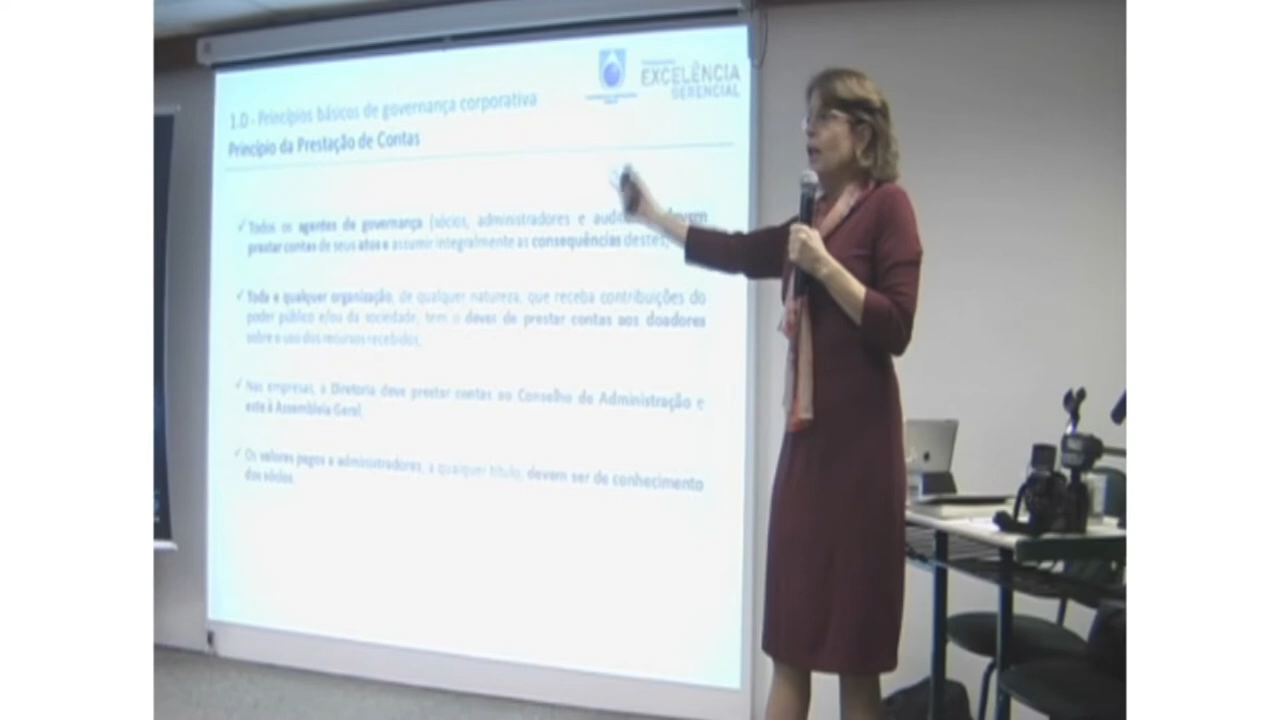 EXCELÊNCIA
GERENCIAL
1.0 - Princípios básicos de governança corporativa
Princípio da Prestação de Contas
✓ Todos os agentes de governança (sócios, administradores e devem
prestar contas de seus atos e assumir integralmente as consequências destes;
✓ Toda e qualquer organização, de qualquer natureza, que receba contribuições do
poder público e/ou da sociedade, tem o dever de prestar contas aos doadores
sobre o uso dos recursos recebidos;
✓ Nas empresas, a Diretoria deve prestar contas ao Conselho de Administração e
este à Assembleia Geral;
✓ Os valores pagos a administradores, a qualquer título, devem ser de conhecimento
dos sócios